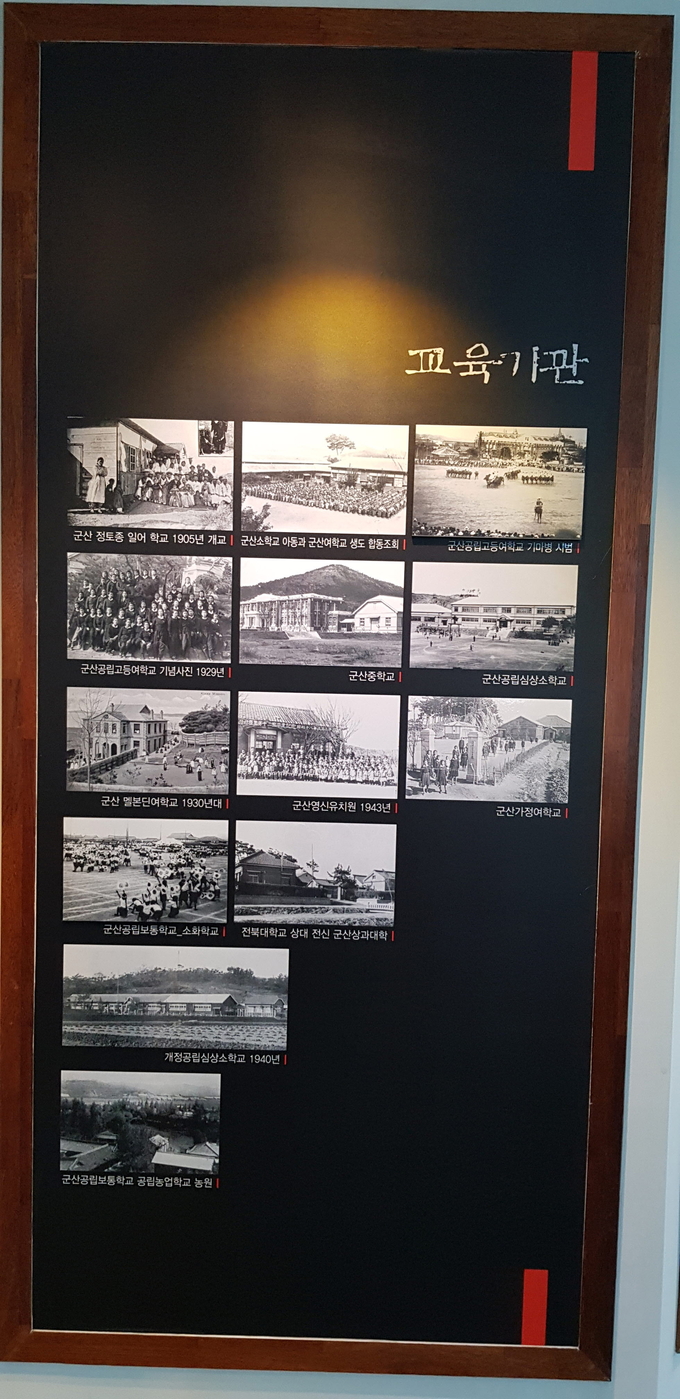 교육기관
군산 정토종 일어 학교 1905년 개교
군산소학교 아동과 군산여학교 생도 합동조회
군산공립고등여학교 기미병 시범
군산공립고등여학교 기념사진 1929년
군산중학교
군산공립심상소학교
군산 멜본딘여학교 1930년대
군산영신유치원 1943년
군산가정여학교
군산공립보통학교_소화학교
전북대학교 상대 전신 군산상과대학
개정공립심상소학교 1940년
군산공립보통학교 공립농업학교 농원